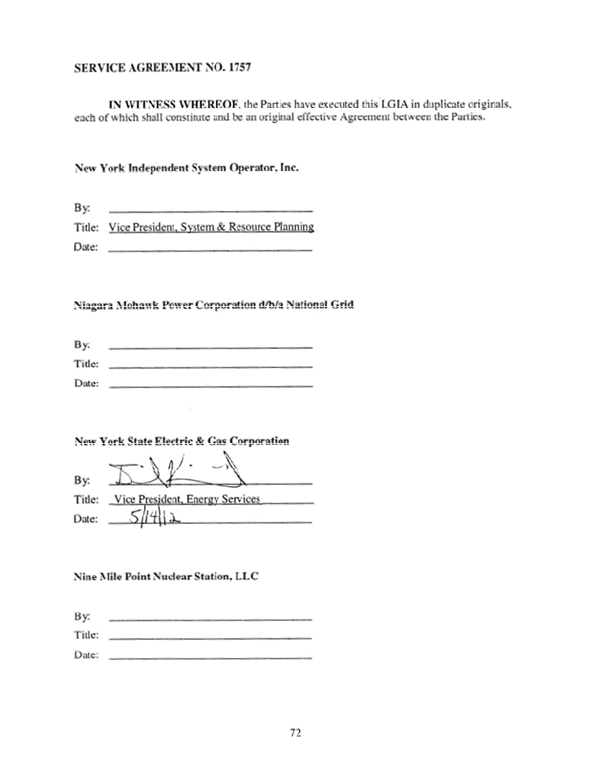 SERVICE AGREEMENT NO. 1757
IN WITNESS WHEREOF, the Parties have executed this LGIA in duplicate originals,
each of which shall constitute and be an original effective Agreement between the Parties.
New York Independent System Operator, Inc.
By:
Title: Vice President, System & Resource Planning
Date:
Niagara Mohawk Power Corporation d/b/a National Grid
By:
Title:
Date:
New York State Electric & Gas Corporation
By:
Title: Vice President, Energy Services
Date: 5/14/12
Nine Mile Point Nuclear Station, LLC
By:
Title:
Date:
72